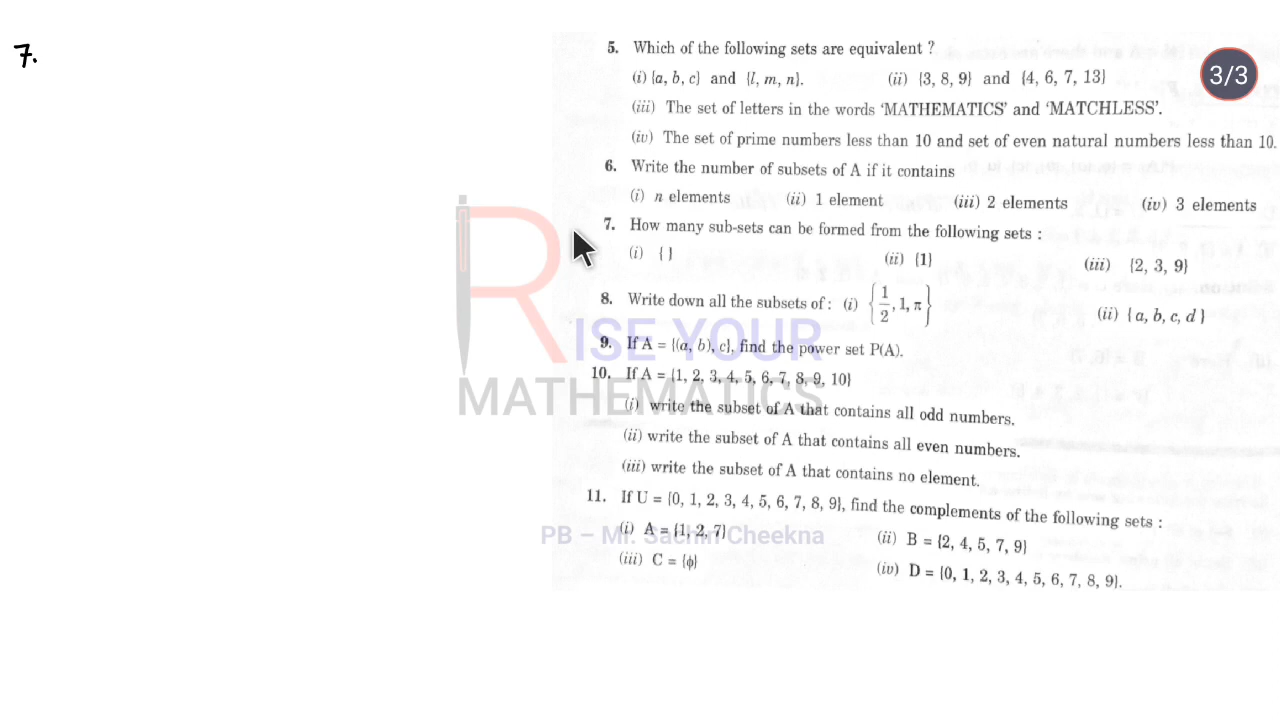 7.
3/3
5. Which of the following sets are equivalent ?
(i) {a, b, c} and {l, m, n}. (ii) {3, 8, 9} and {4, 6, 7, 13}
(iii) The set of letters in the words ‘MATHEMATICS’ and ‘MATCHLESS’.
(iv) The set of prime numbers less than 10 and set of even natural numbers less than 10.
6. Write the number of subsets of A if it contains
(i) n elements (ii) 1 element (iii) 2 elements (iv) 3 elements
7. How many sub-sets can be formed from the following sets :
(i) { } (ii) {1} (iii) {2, 3, 9}
8. Write down all the subsets of : (i) {1/2, 1, π} (ii) { a, b, c, d }
9. If A = {(a, b), c}, find the power set P(A).
10. If A = {1, 2, 3, 4, 5, 6, 7, 8, 9, 10}
(i) write the subset of A that contains all odd numbers.
(ii) write the subset of A that contains all even numbers.
(iii) write the subset of A that contains no element.
11. If U = {0, 1, 2, 3, 4, 5, 6, 7, 8, 9}, find the complements of the following sets :
(i) A = {1, 2, 7} (ii) B = {2, 4, 5, 7, 9}
(iii) C = {ϕ} (iv) D = {0, 1, 2, 3, 4, 5, 6, 7, 8, 9}.
RISE YOUR
MATHEMATICS
PB – Mr. Sachin Cheekna